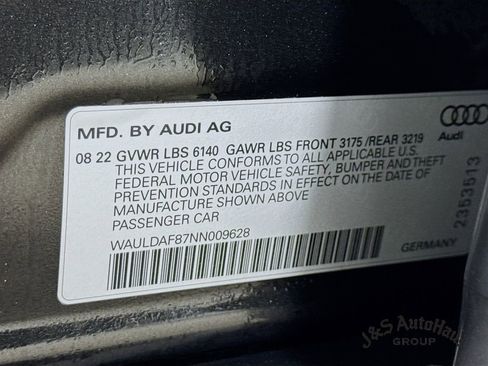 MFD. BY AUDI AG
Audi
08 22 GVWR LBS 6140 GAWR LBS FRONT 3175 /REAR 3219
THIS VEHICLE CONFORMS TO ALL APPLICABLE U.S.
FEDERAL MOTOR VEHICLE SAFETY, BUMPER AND THEFT
PREVENTION STANDARDS IN EFFECT ON THE DATE OF
MANUFACTURE SHOWN ABOVE
PASSENGER CAR
WAULDAF87NN009628
GERMANY
2353513
J&S AutoHaus
GROUP